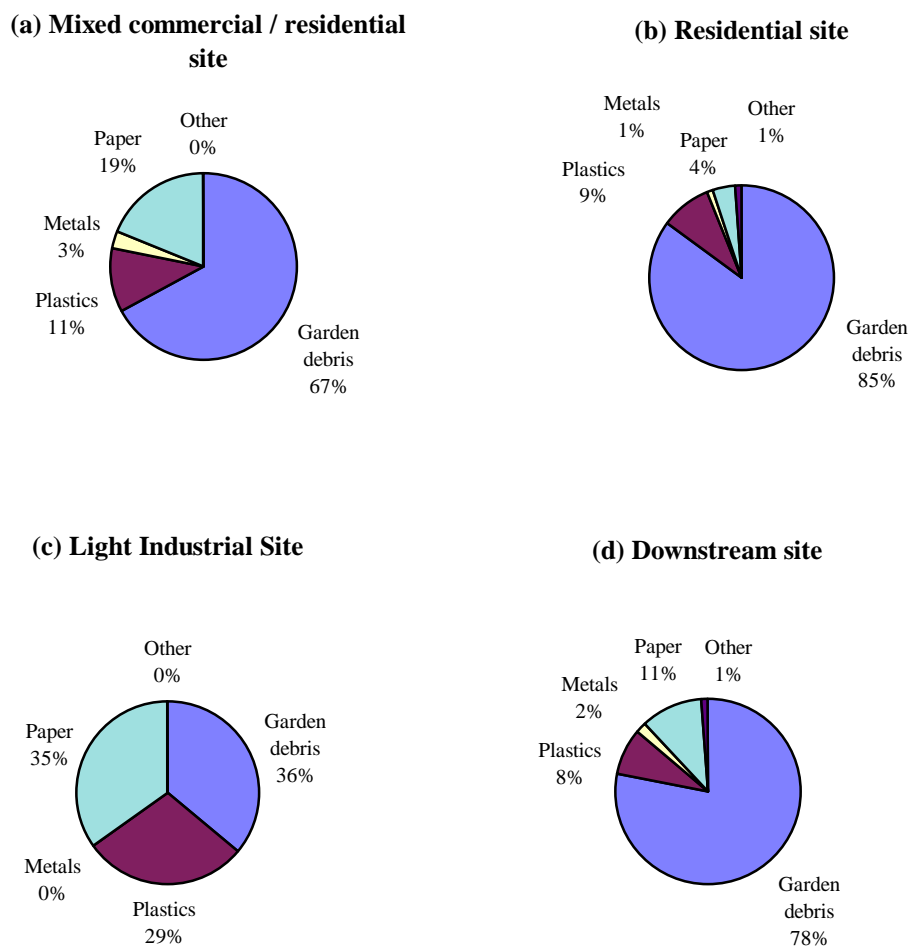 (a) Mixed commercial / residential
site
Other
0%
Paper
19%
Metals
3%
Plastics
11%
Garden
debris
67%
(b) Residential site
Metals
1%
Other
1%
Paper
4%
Plastics
9%
Garden
debris
85%
(c) Light Industrial Site
Other
0%
Paper
35%
Garden
debris
36%
Metals
0%
Plastics
29%
(d) Downstream site
Paper
11%
Other
1%
Metals
2%
Plastics
8%
Garden
debris
78%